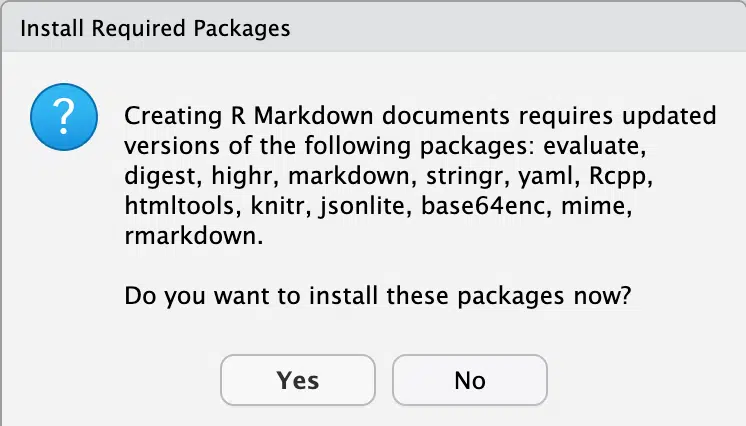 Install Required Packages
?
Creating R Markdown documents requires updated
versions of the following packages: evaluate,
digest, highr, markdown, stringr, yaml, Rcpp,
htmltools, knitr, jsonlite, base64enc, mime,
rmarkdown.
Do you want to install these packages now?
Yes
No